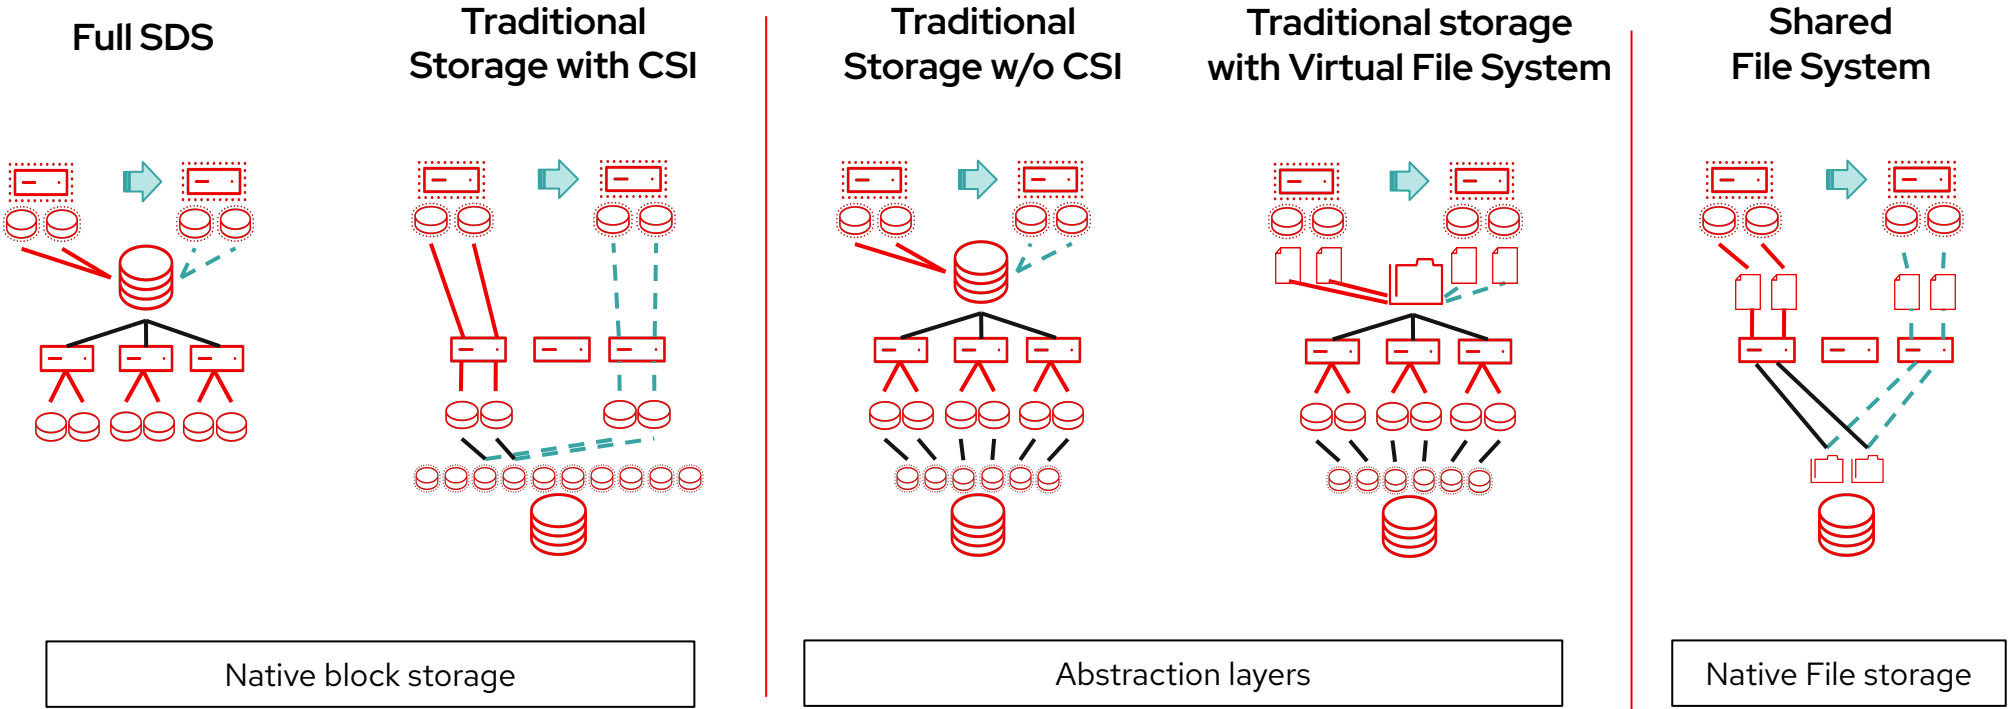 Full SDS
Traditional
Storage with CSI
Traditional
Storage w/o CSI
Traditional storage
with Virtual File System
Shared
File System
Native block storage
Abstraction layers
Native File storage